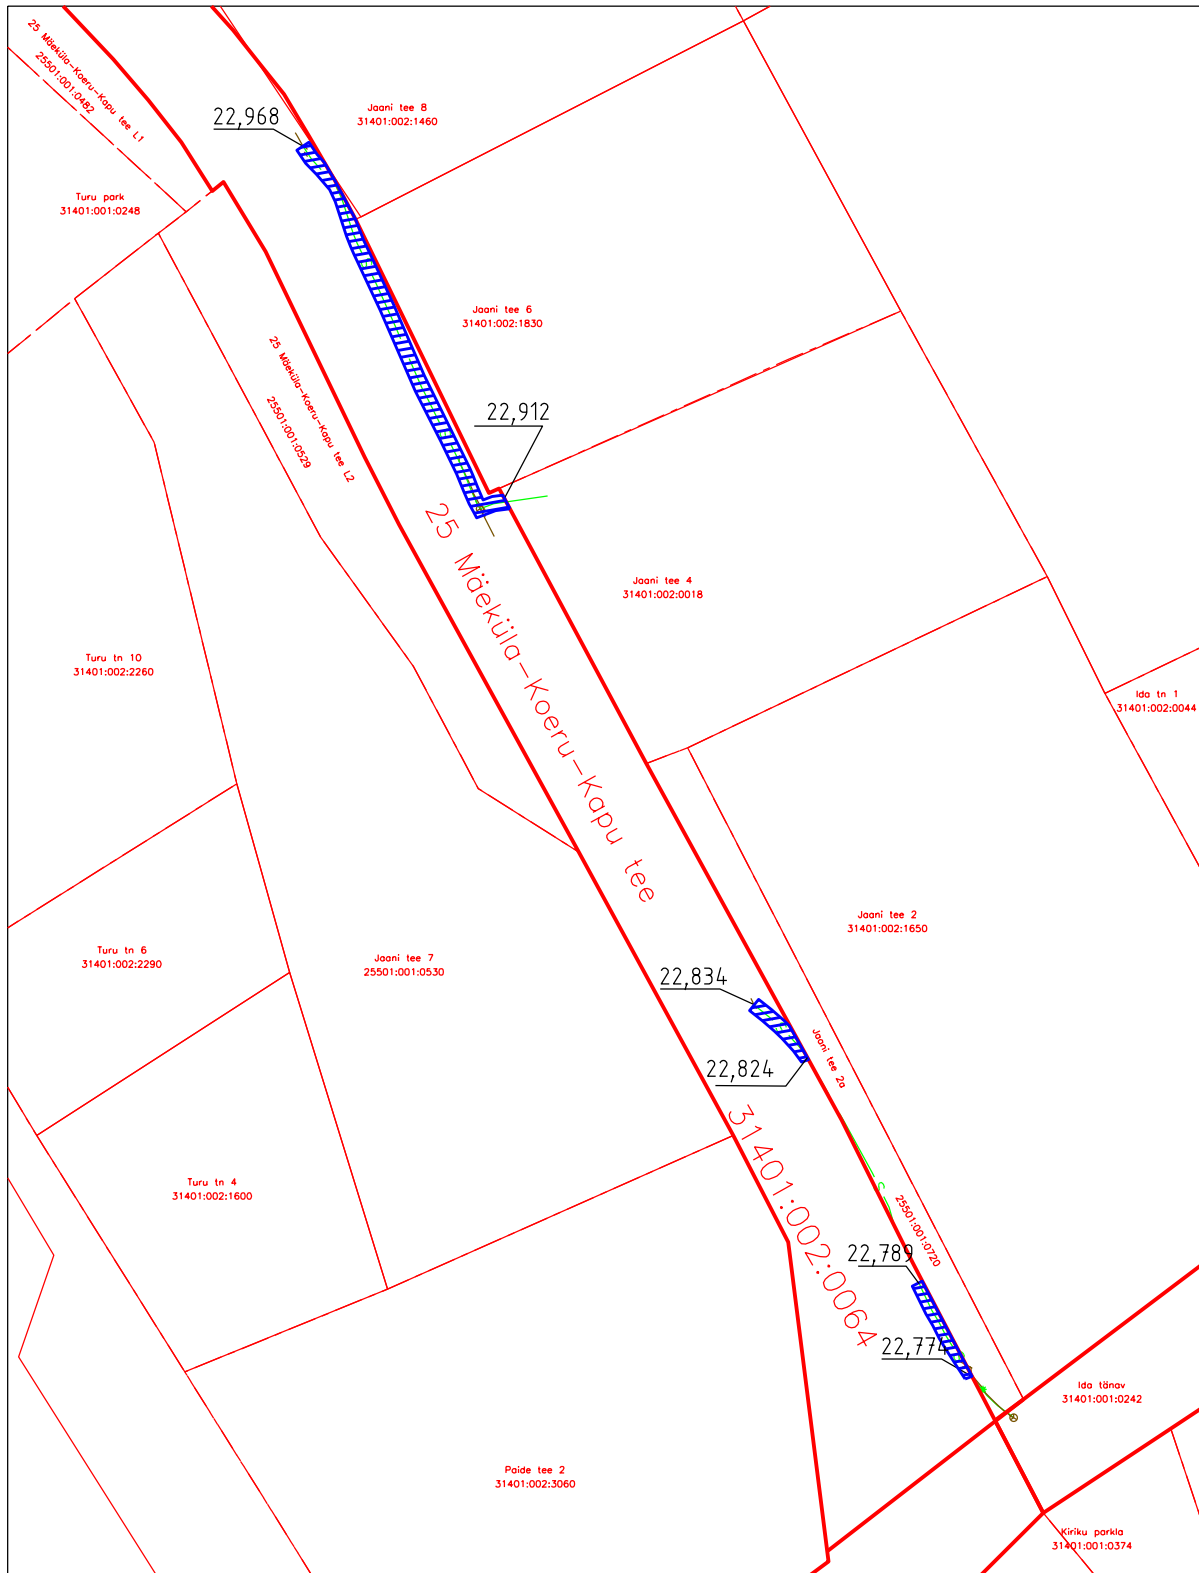 25 Mäeküla-Koeru-Kapu tee L1
25501:001:0482
Jaani tee 8
31401:002:1460
22,968
Turu park
31401:001:0248
Jaani tee 6
31401:002:1830
25 Mäeküla-Koeru-Kapu tee L2
25501:001:0529
22,912
25 Mäeküla-Koeru-Kapu tee
Jaani tee 4
31401:002:0018
Turu tn 10
31401:002:2260
Ida tn 1
31401:002:0044
Jaani tee 2
31401:002:1650
Turu tn 6
31401:002:2290
Jaani tee 7
25501:001:0530
22,834
22,824
Jaani tee 2a
25501:001:0720
31401:002:0064
Turu tn 4
31401:002:1600
22,789
22,774
Ida tänav
31401:001:0242
Paide tee 2
31401:002:3060
Kiriku parkla
31401:001:0374